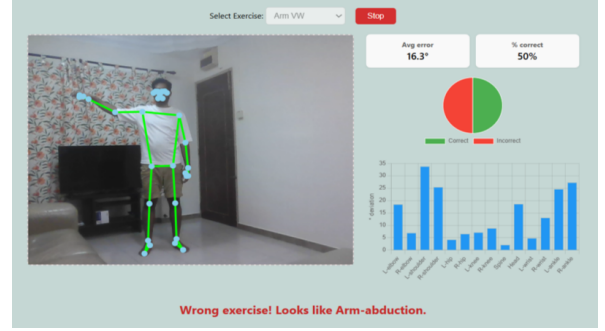 Select Exercise: Arm VW Stop
Avg error
16.3°
% correct
50%
Correct Incorrect
° deviation
35
30
25
20
15
10
5
0
L-elbow
R-elbow
L-shoulder
R-shoulder
L-hip
R-hip
L-knee
R-knee
Spine
Head
L-wrist
R-wrist
L-ankle
R-ankle
Wrong exercise! Looks like Arm-abduction.